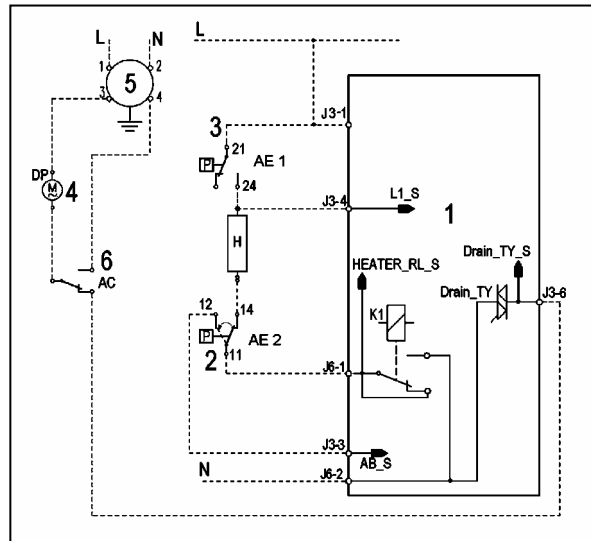 L N L
1 2
5
3 4
J3-1
3 21
P AE 1
DP
M 4
24
L1_S
J3-4 1
H
6
AC
HEATER_RL_S Drain_TY_S
Drain_TY
J3-6
K1
12 14
P AE 2
2 11
J6-1
J3-3
AB_S
N J6-2